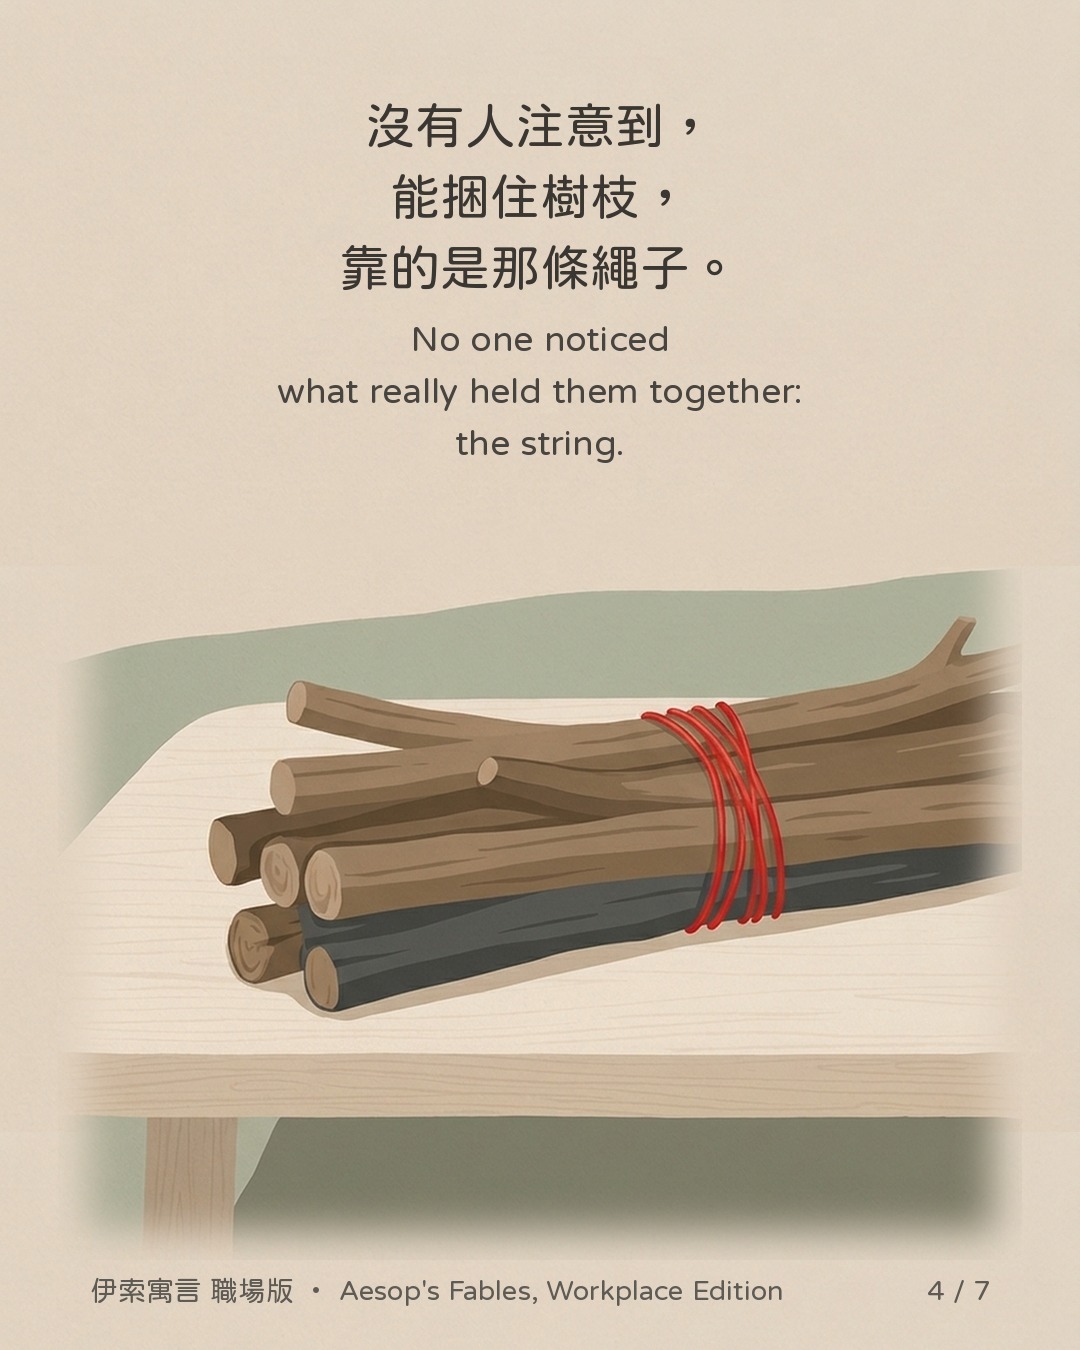 沒有人注意到，
能捆住樹枝，
靠的是那條繩子。
No one noticed
what really held them together:
the string.
伊索寓言 職場版 • Aesop's Fables, Workplace Edition 4 / 7